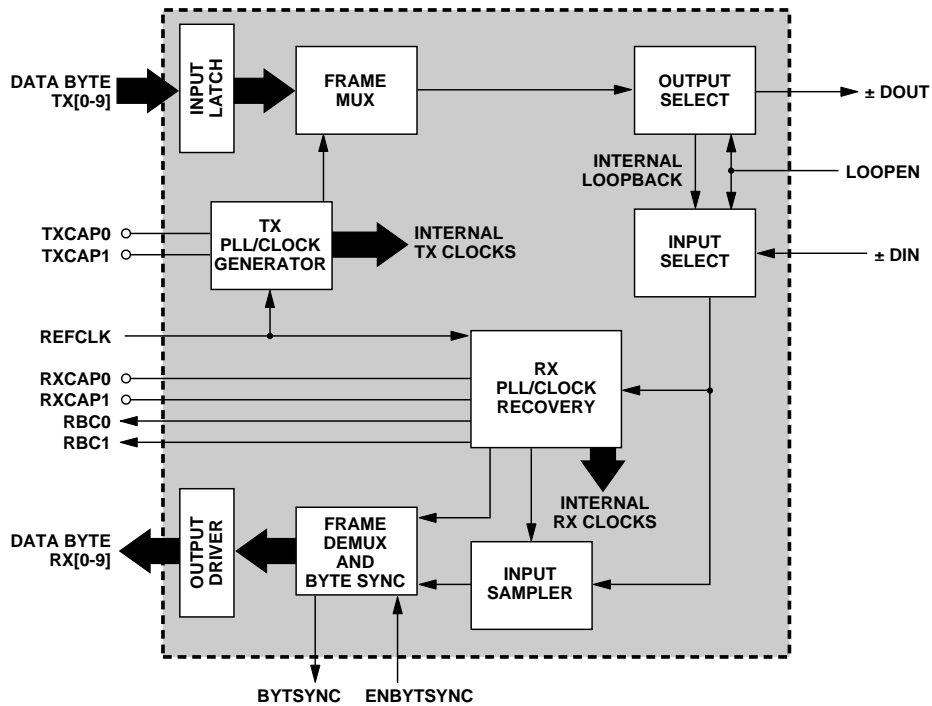 DATA BYTE
TX[0-9]
INPUT
LATCH
FRAME
MUX
OUTPUT
SELECT
± DOUT
INTERNAL
LOOPBACK
LOOPEN
TXCAP0
TXCAP1
TX
PLL/CLOCK
GENERATOR
INTERNAL
TX CLOCKS
INPUT
SELECT
± DIN
REFCLK
RXCAP0
RXCAP1
RBC0
RBC1
RX
PLL/CLOCK
RECOVERY
INTERNAL
RX CLOCKS
DATA BYTE
RX[0-9]
OUTPUT
DRIVER
FRAME
DEMUX
AND
BYTE SYNC
INPUT
SAMPLER
BYTSYNC
ENBYTSYNC